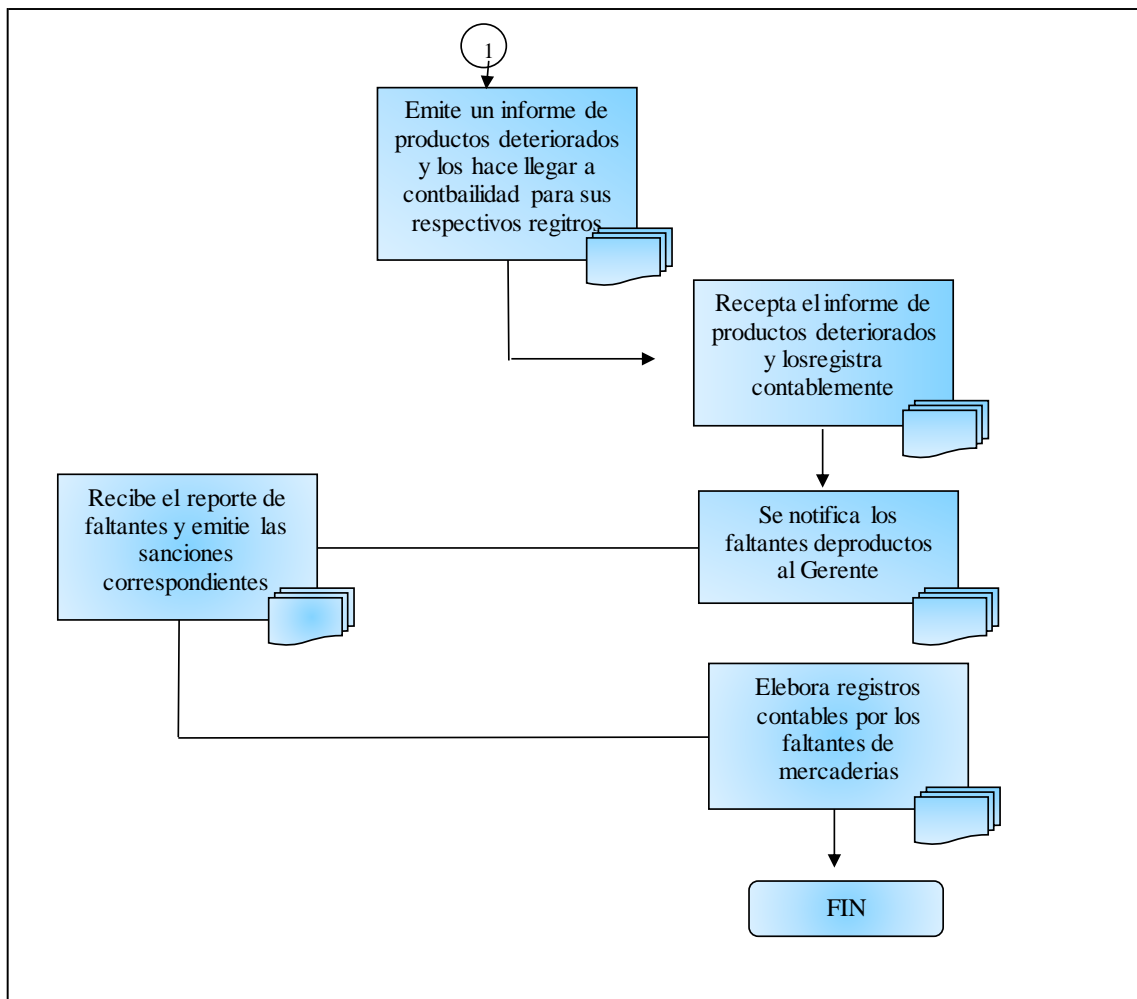 1
Emite un informe de
productos deteriorados
y los hace llegar a
contbailidad para sus
respectivos regitros
Recepta el informe de
productos deteriorados
y losregistra
contablemente
Se notifica los
faltantes deproductos
al Gerente
Recibe el reporte de
faltantes y emitie las
sanciones
correspondientes
Elebora registros
contables por los
faltantes de
mercaderias
FIN